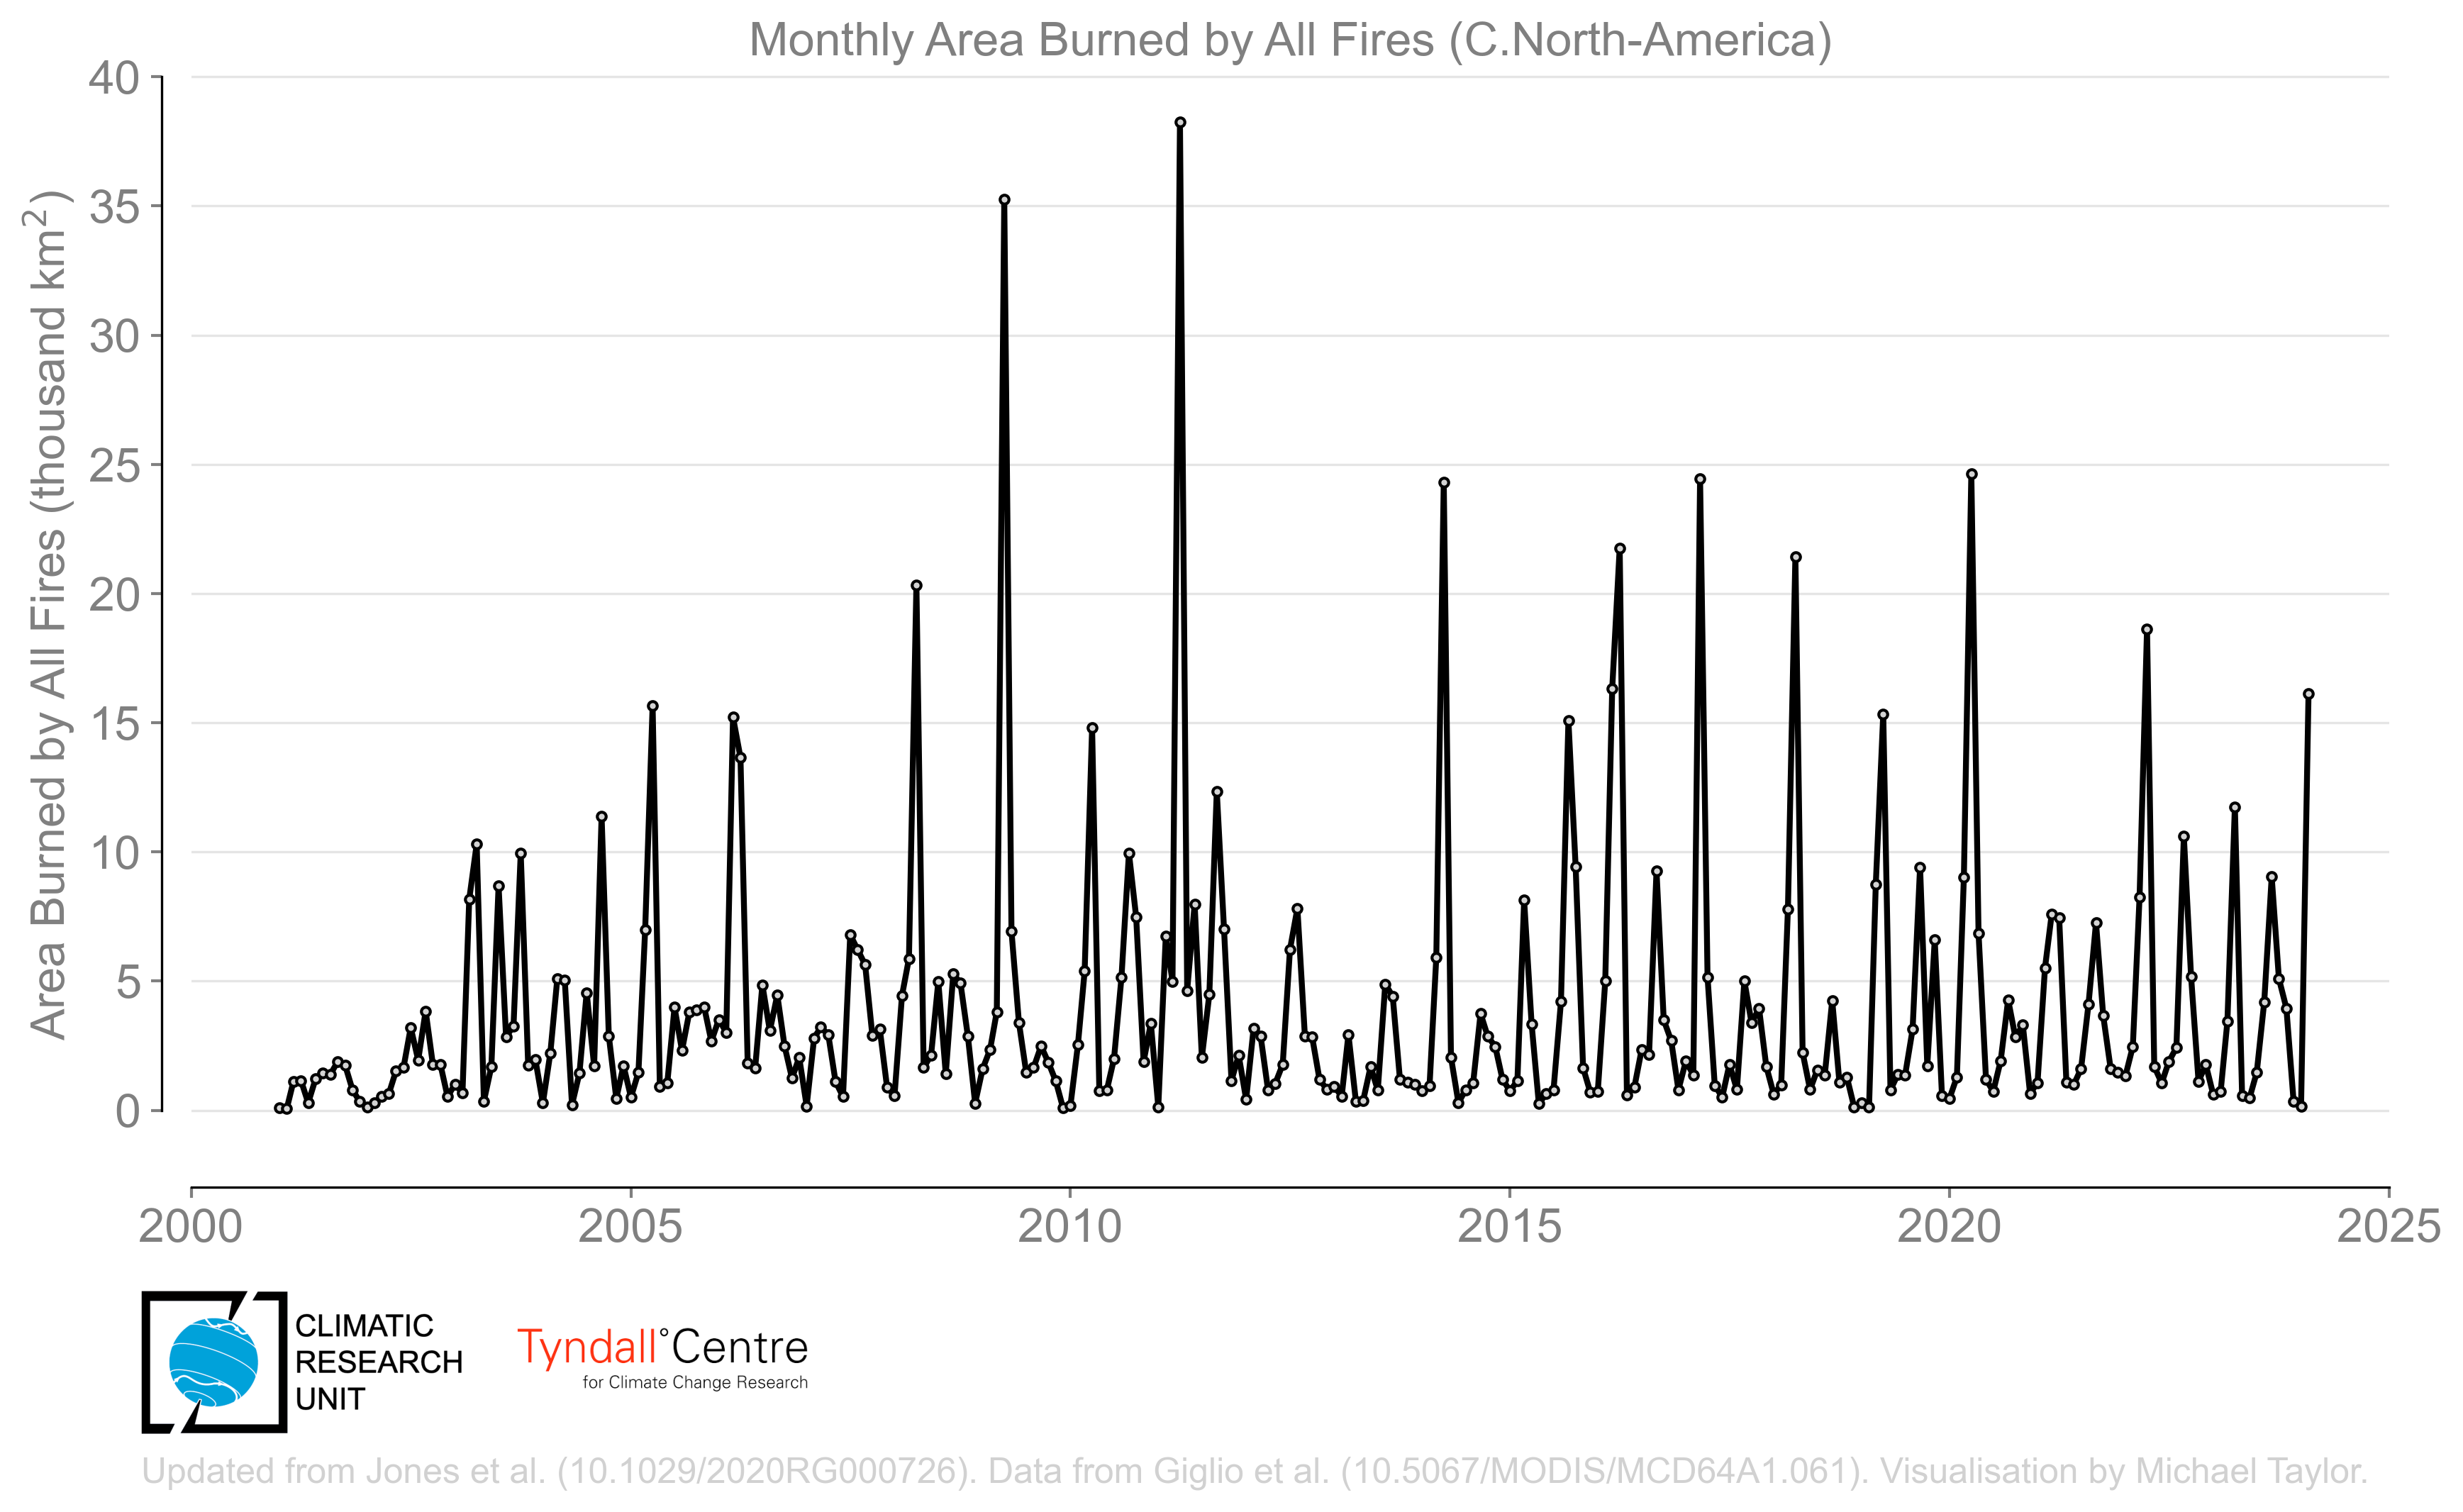 Monthly Area Burned by All Fires (C.North-America)
Area Burned by All Fires (thousand km²)
40
35
30
25
20
15
10
5
0
2000 2005 2010 2015 2020 2025
CLIMATIC
RESEARCH
UNIT
Tyndall°Centre
for Climate Change Research
Updated from Jones et al. (10.1029/2020RG000726). Data from Giglio et al. (10.5067/MODIS/MCD64A1.061). Visualisation by Michael Taylor.